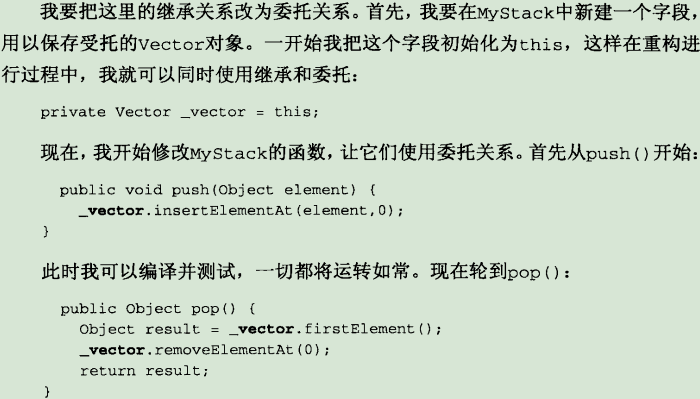 我要把这里的继承关系改为委托关系。首先，我要在MyStack中新建一个字段，
用以保存受托的Vector对象。一开始我把这个字段初始化为this，这样在重构进
行过程中，我就可以同时使用继承和委托：
private Vector _vector = this;
现在，我开始修改MyStack的函数，让它们使用委托关系。首先从push()开始：
public void push(Object element) {
_vector.insertElementAt(element,0);
}
此时我可以编译并测试，一切都将运转如常。现在轮到pop()：
public Object pop() {
Object result = _vector.firstElement();
_vector.removeElementAt(0);
return result;
}